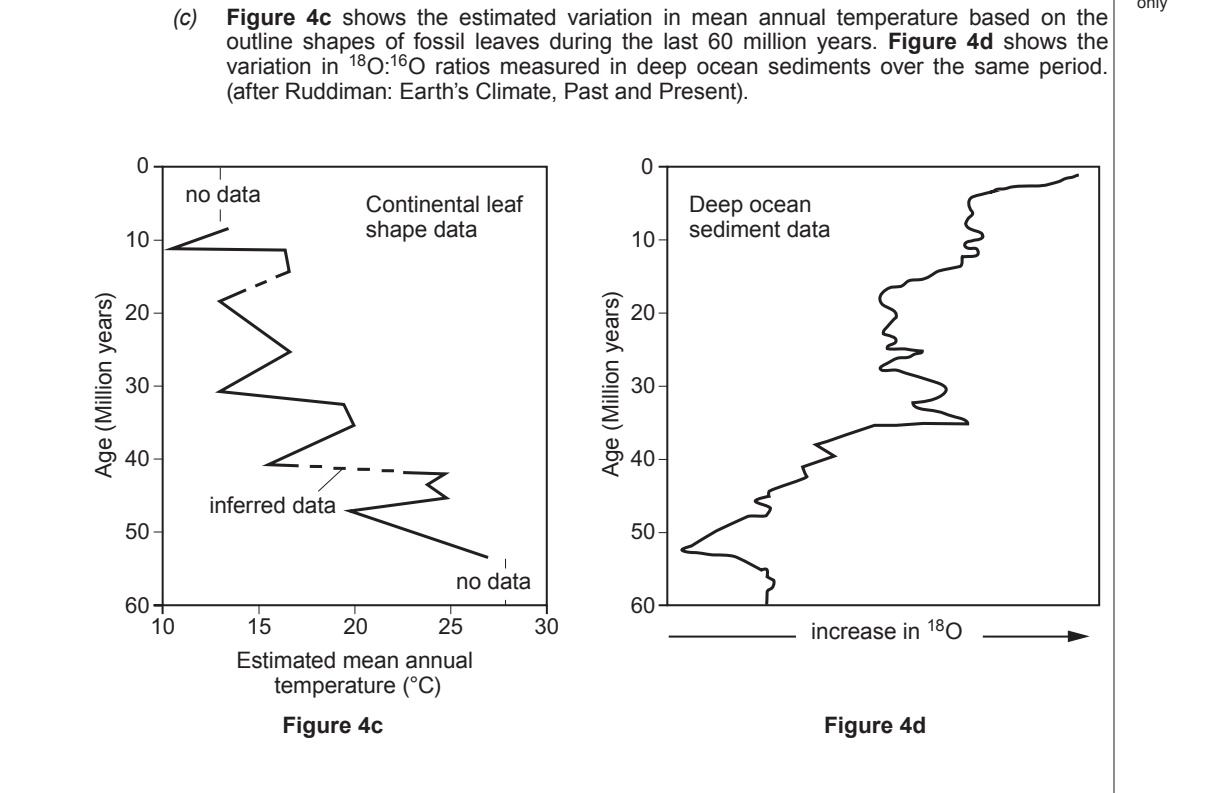 only
(c) Figure 4c shows the estimated variation in mean annual temperature based on the
outline shapes of fossil leaves during the last 60 million years. Figure 4d shows the
variation in ¹⁸O:¹⁶O ratios measured in deep ocean sediments over the same period.
(after Ruddiman: Earth's Climate, Past and Present).
0
no data
Continental leaf
shape data
10
20
30
40
inferred data
50
no data
60
Age (Million years)
10 15 20 25 30
Estimated mean annual
temperature (°C)
Figure 4c
0
Deep ocean
sediment data
10
20
30
40
50
60
Age (Million years)
increase in ¹⁸O
Figure 4d